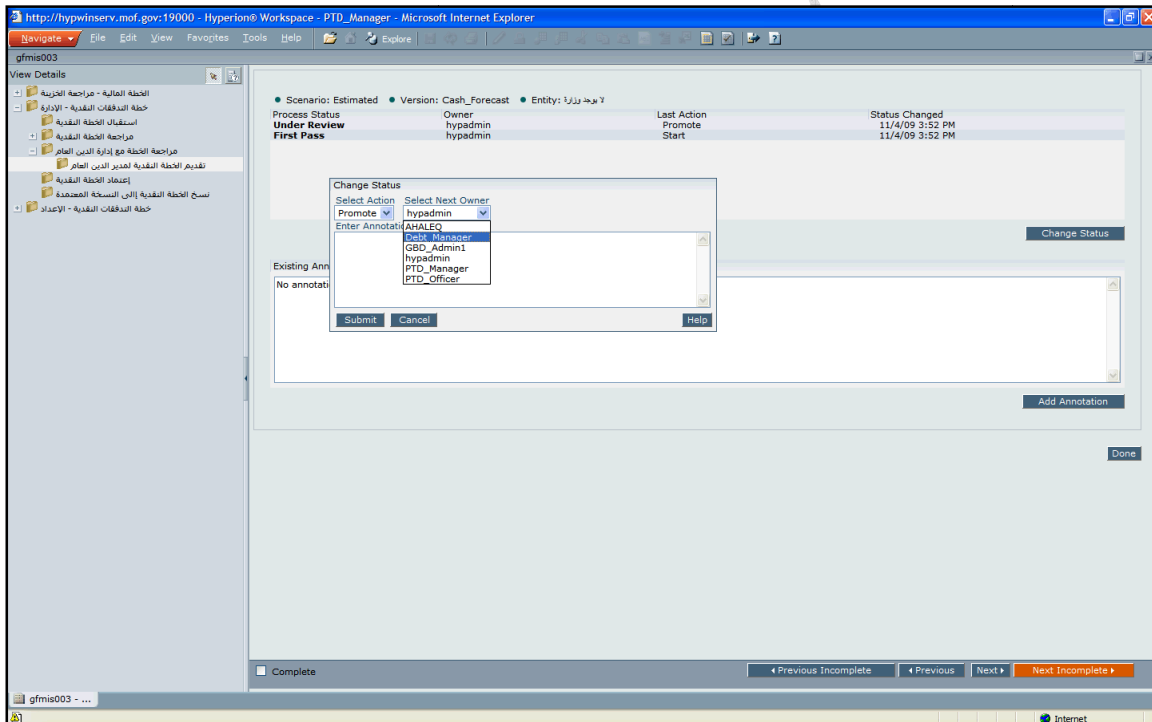 http://hypwinserv.mof.gov:19000 - Hyperion® Workspace - PTD_Manager - Microsoft Internet Explorer
Navigate File Edit View Favorites Tools Help Explore
gfmis003
View Details
الخطة المالية - مراجعة الخزينة
خطة التدفقات النقدية - الإدارة
استقبال الخطة النقدية
مراجعة الخطة النقدية
مراجعة الخطة مع إدارة الدين العام
تقديم الخطة النقدية لمدير الدين العام
إعتماد الخطة النقدية
نسخ الخطة النقدية إالى النسخة المعتمدة
خطة التدفقات النقدية - الإعداد
Scenario: Estimated Version: Cash_Forecast Entity: لا يوجد وزارة
Process Status Owner Last Action Status Changed
Under Review hypadmin Promote 11/4/09 3:52 PM
First Pass hypadmin Start 11/4/09 3:52 PM
Change Status
Select Action Select Next Owner
Promote hypadmin
Enter Annotatio
AHALEQ
Debt_Manager
GBD_Admin1
hypadmin
PTD_Manager
PTD_Officer
Submit Cancel Help
Change Status
Existing Ann
No annotati
Add Annotation
Done
Complete Previous Incomplete Previous Next Next Incomplete
gfmis003 - ...
Internet